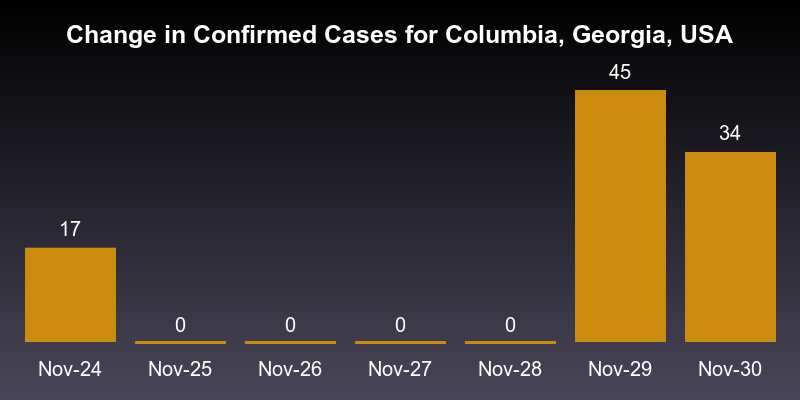 Change in Confirmed Cases for Columbia, Georgia, USA
45
34
17
0 0 0 0
Nov-24 Nov-25 Nov-26 Nov-27 Nov-28 Nov-29 Nov-30